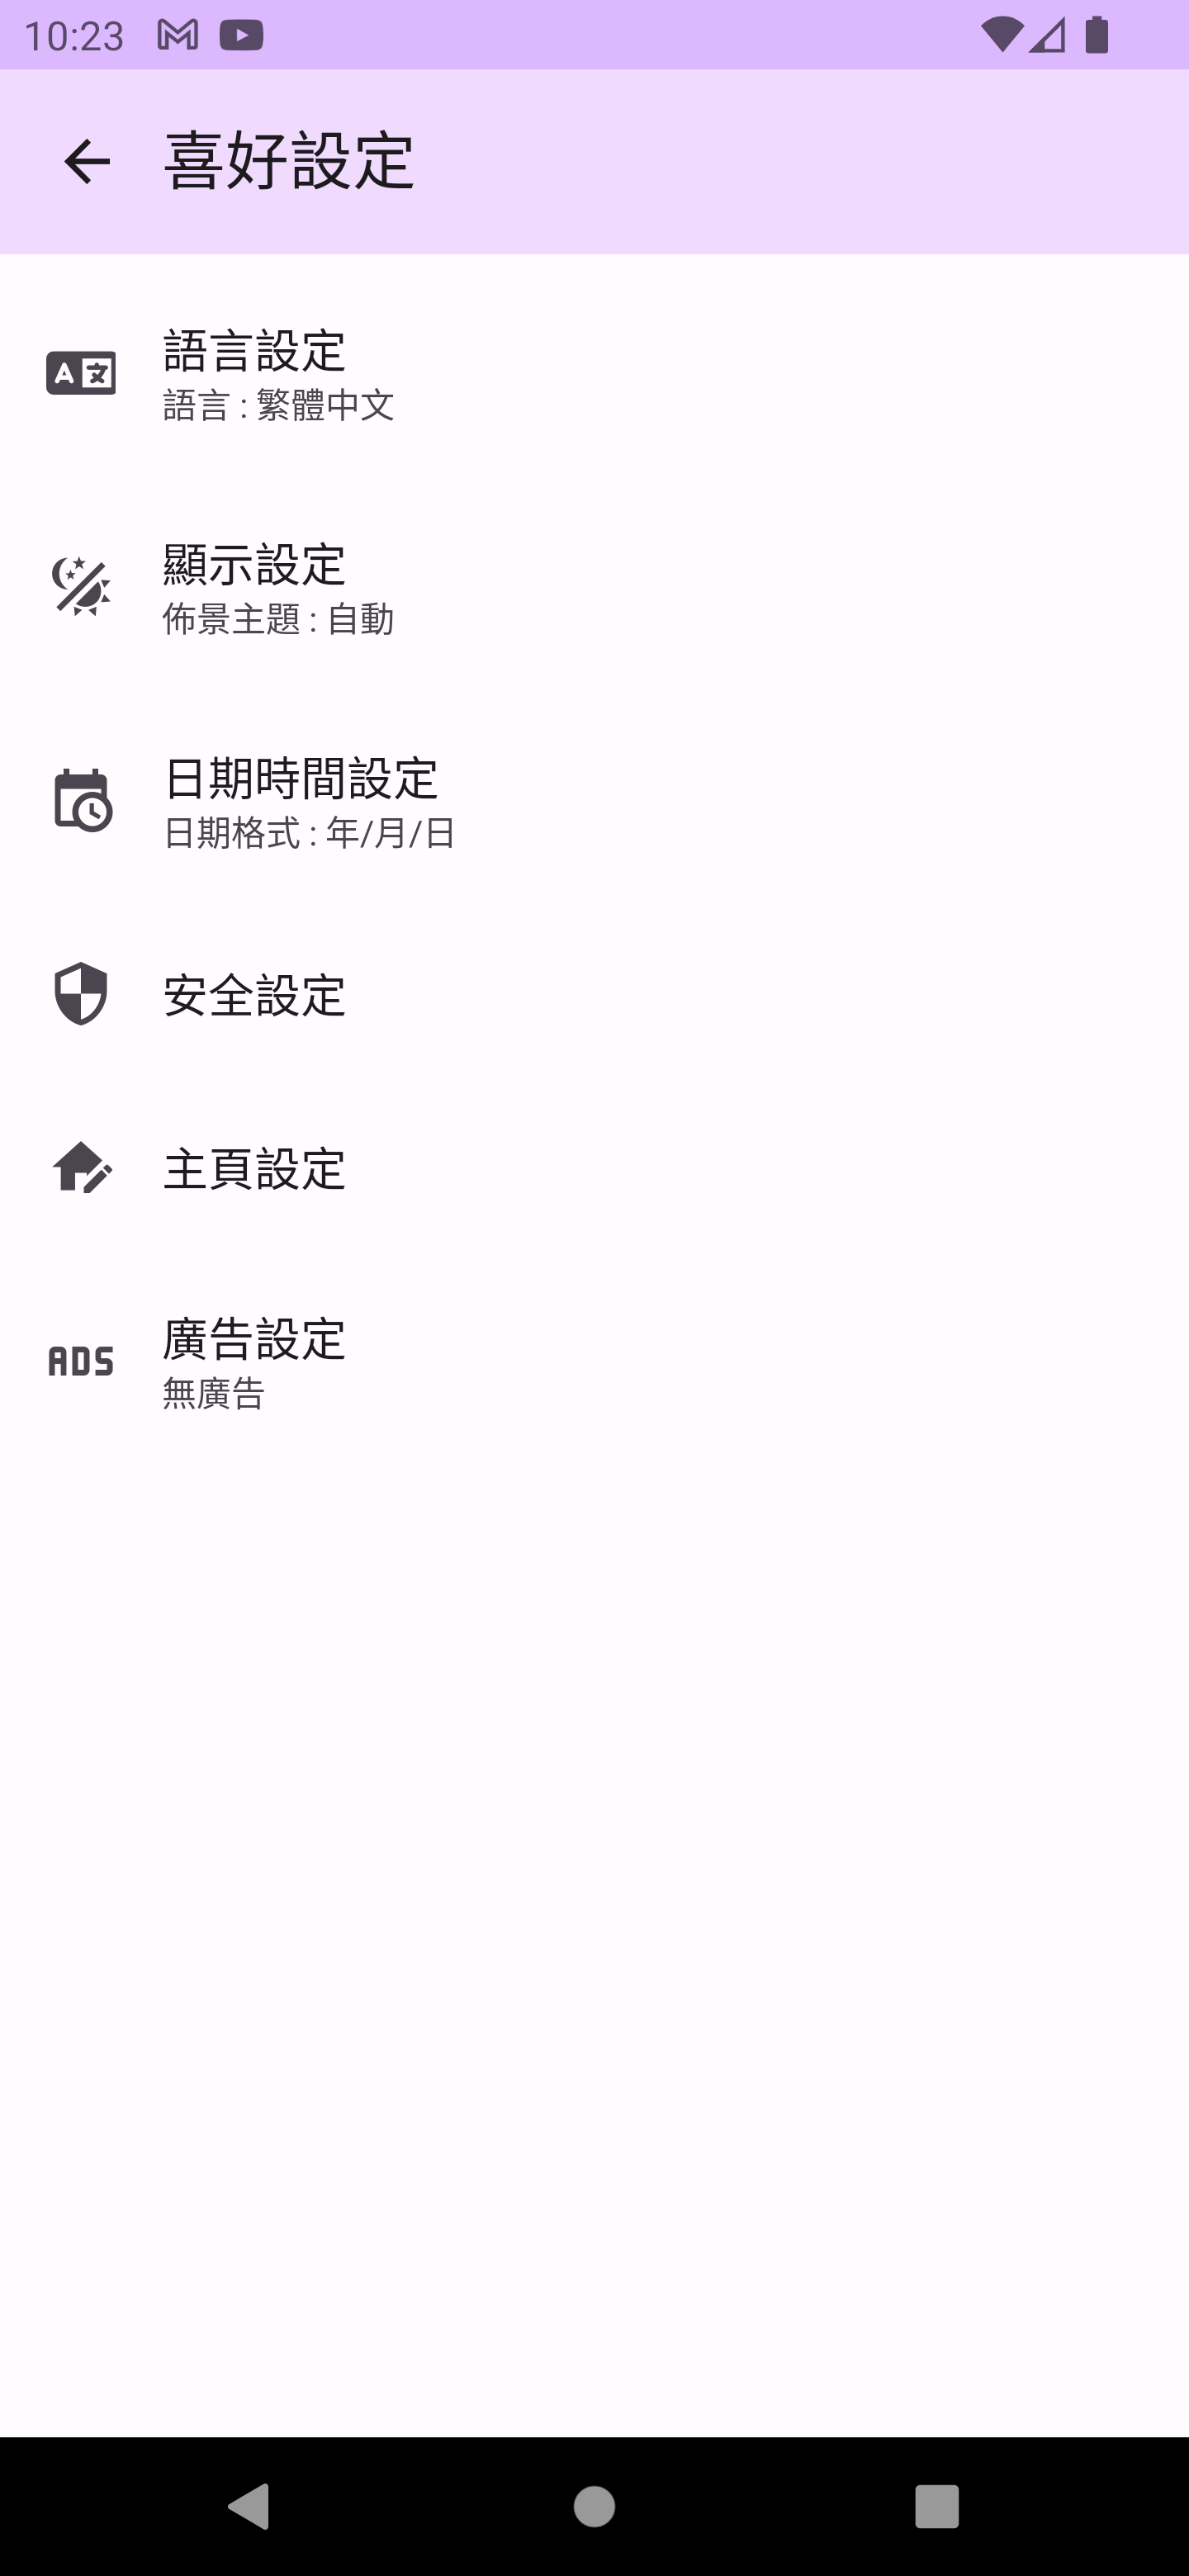 10:23
喜好設定
語言設定
語言 : 繁體中文
顯示設定
佈景主題 : 自動
日期時間設定
日期格式 : 年/月/日
安全設定
主頁設定
ADS
廣告設定
無廣告